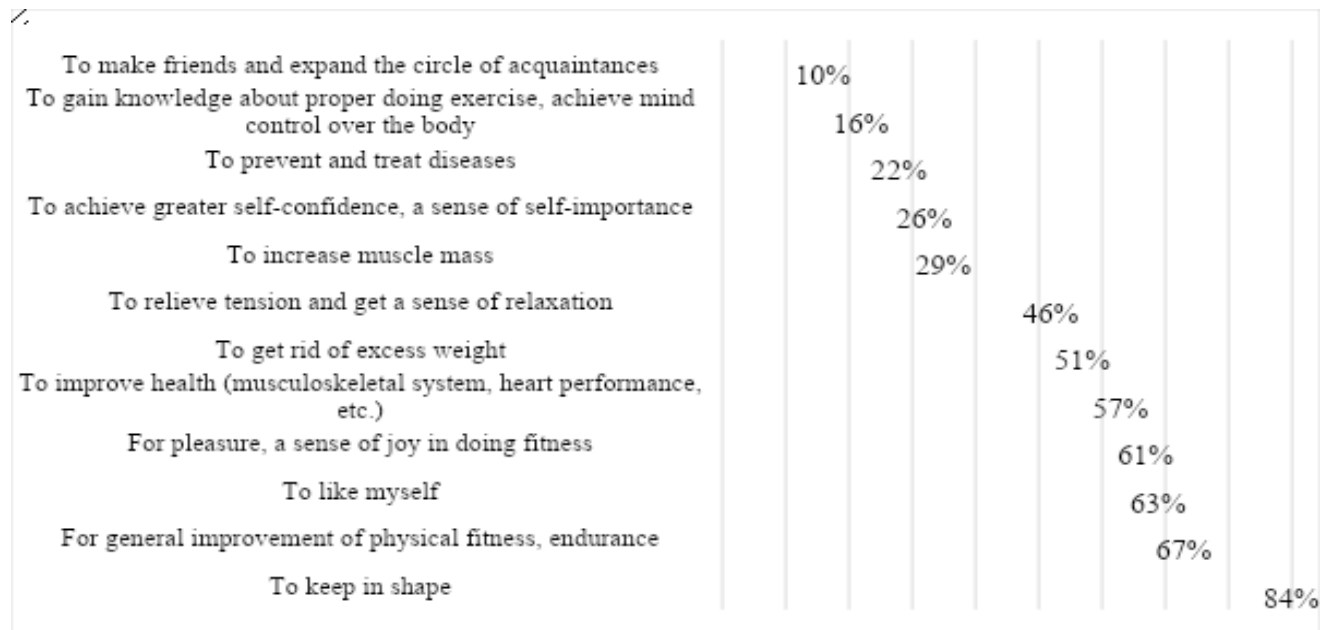 To make friends and expand the circle of acquaintances
10%
To gain knowledge about proper doing exercise, achieve mind
control over the body
16%
To prevent and treat diseases
22%
To achieve greater self-confidence, a sense of self-importance
26%
To increase muscle mass
29%
To relieve tension and get a sense of relaxation
46%
To get rid of excess weight
51%
To improve health (musculoskeletal system, heart performance,
etc.)
57%
For pleasure, a sense of joy in doing fitness
61%
To like myself
63%
For general improvement of physical fitness, endurance
67%
To keep in shape
84%